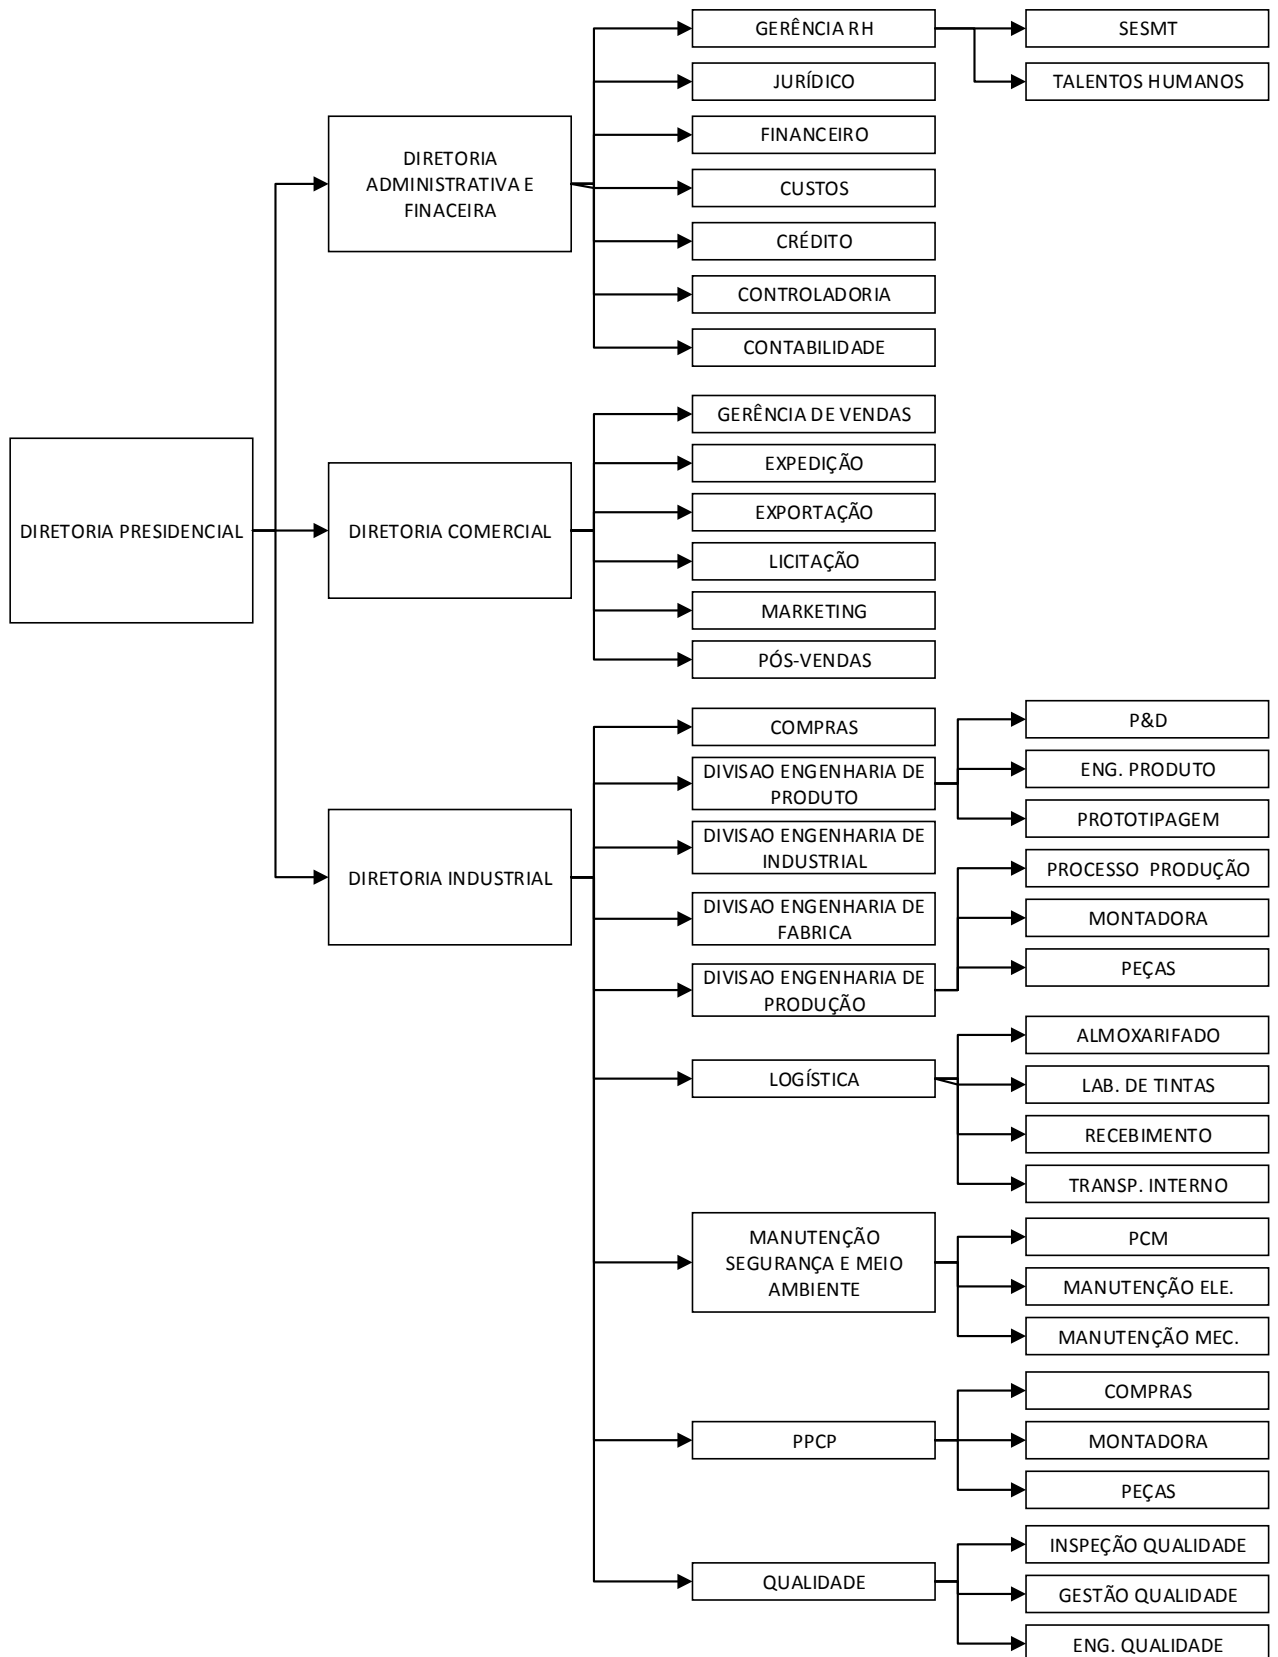 GERÊNCIA RH
SESMT
JURÍDICO
TALENTOS HUMANOS
FINANCEIRO
DIRETORIA
ADMINISTRATIVA E
FINACEIRA
CUSTOS
CRÉDITO
CONTROLADORIA
CONTABILIDADE
GERÊNCIA DE VENDAS
EXPEDIÇÃO
EXPORTAÇÃO
DIRETORIA PRESIDENCIAL
DIRETORIA COMERCIAL
LICITAÇÃO
MARKETING
PÓS-VENDAS
COMPRAS
P&D
DIVISAO ENGENHARIA DE
PRODUTO
ENG. PRODUTO
PROTOTIPAGEM
DIVISAO ENGENHARIA DE
INDUSTRIAL
DIRETORIA INDUSTRIAL
PROCESSO  PRODUÇÃO
DIVISAO ENGENHARIA DE
FABRICA
MONTADORA
DIVISAO ENGENHARIA DE
PRODUÇÃO
PEÇAS
ALMOXARIFADO
LOGÍSTICA
LAB. DE TINTAS
RECEBIMENTO
TRANSP. INTERNO
MANUTENÇÃO
SEGURANÇA E MEIO
AMBIENTE
PCM
MANUTENÇÃO ELE.
MANUTENÇÃO MEC.
COMPRAS
PPCP
MONTADORA
PEÇAS
INSPEÇÃO QUALIDADE
QUALIDADE
GESTÃO QUALIDADE
ENG. QUALIDADE